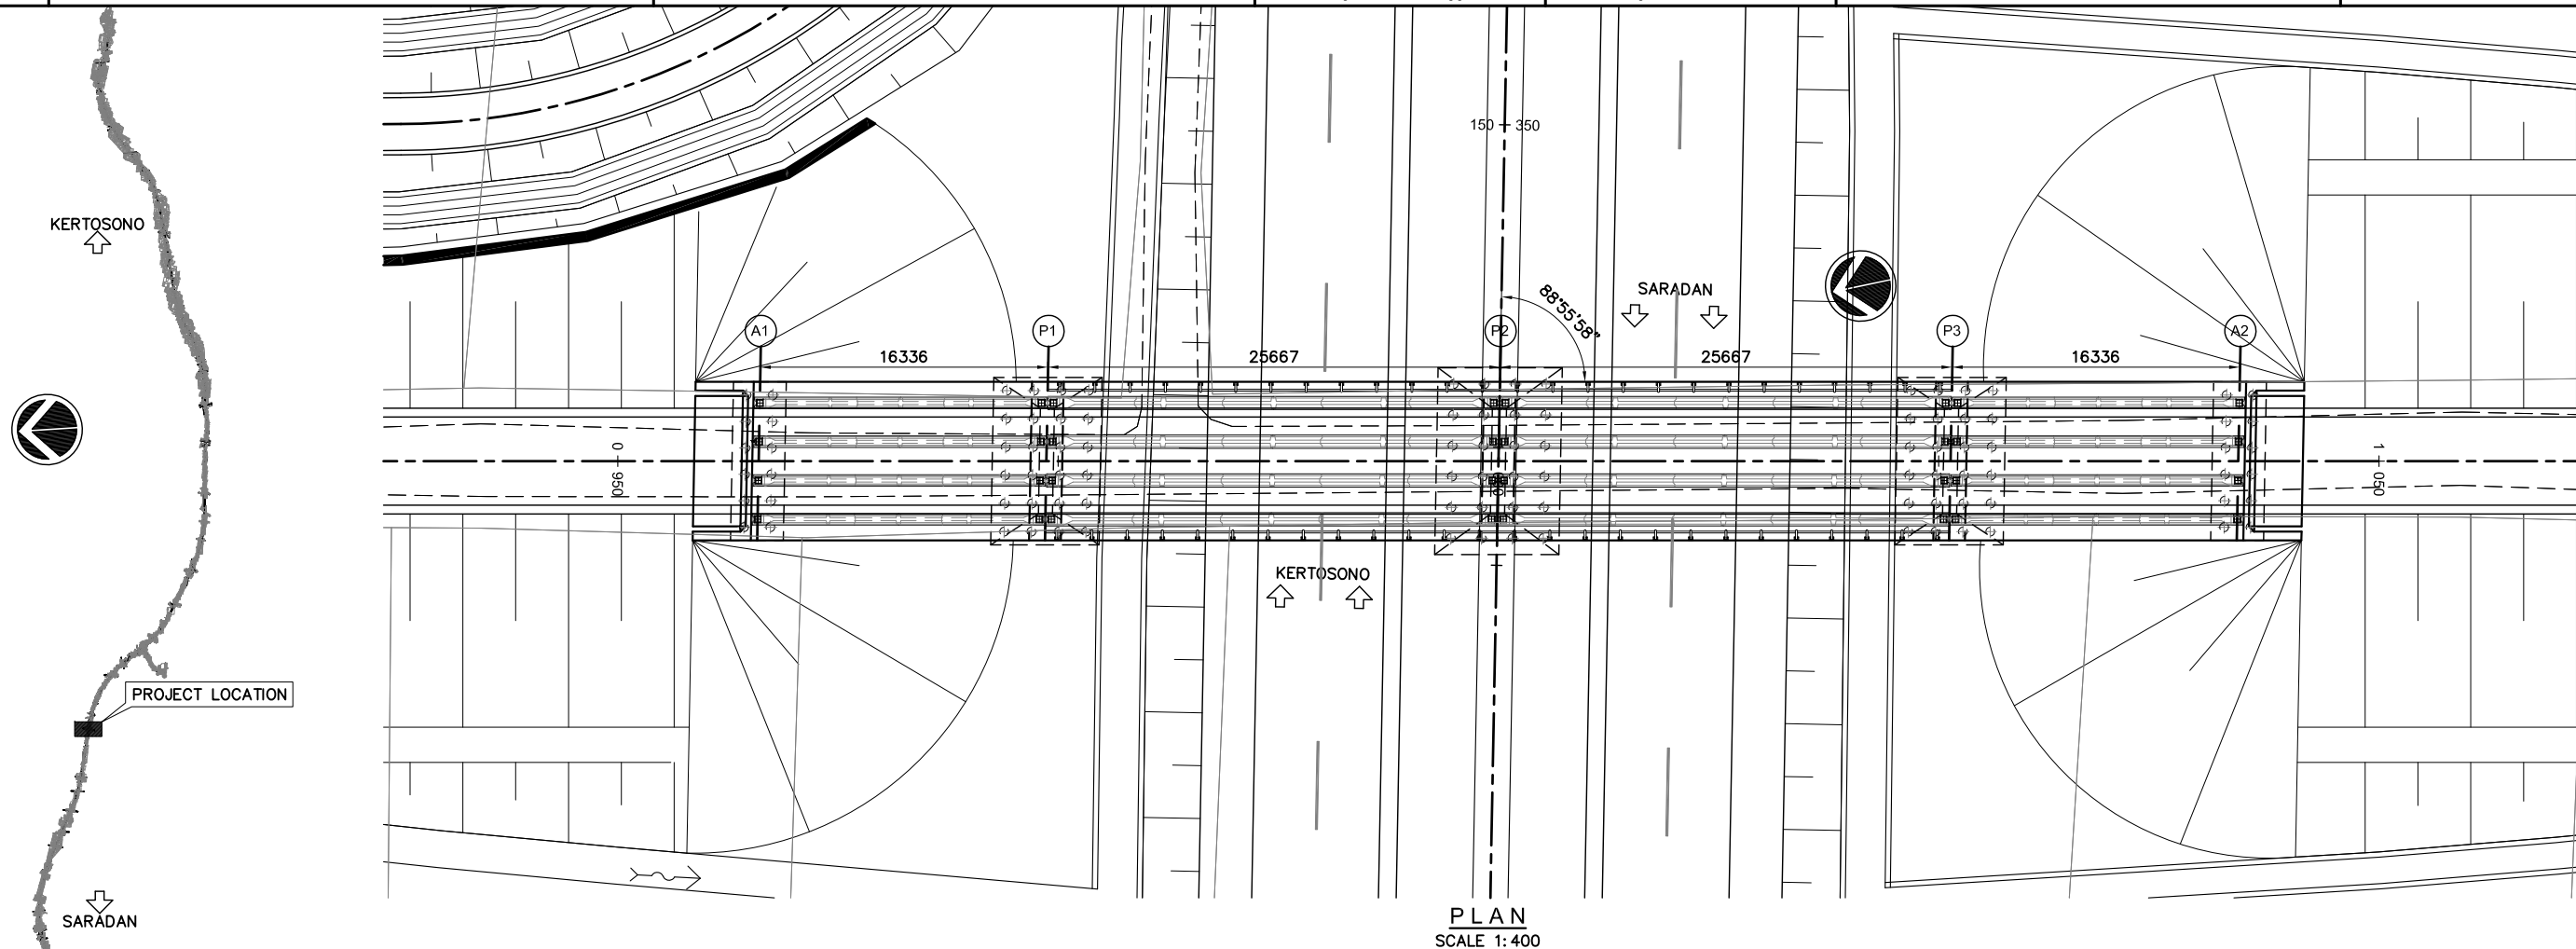 KERTOSONO
PROJECT LOCATION
SARADAN
150 350
88°55'58"
SARADAN
A1
P1
P2
P3
A2
16336
25667
25667
16336
0 950
1 050
KERTOSONO
PLAN
SCALE 1:400